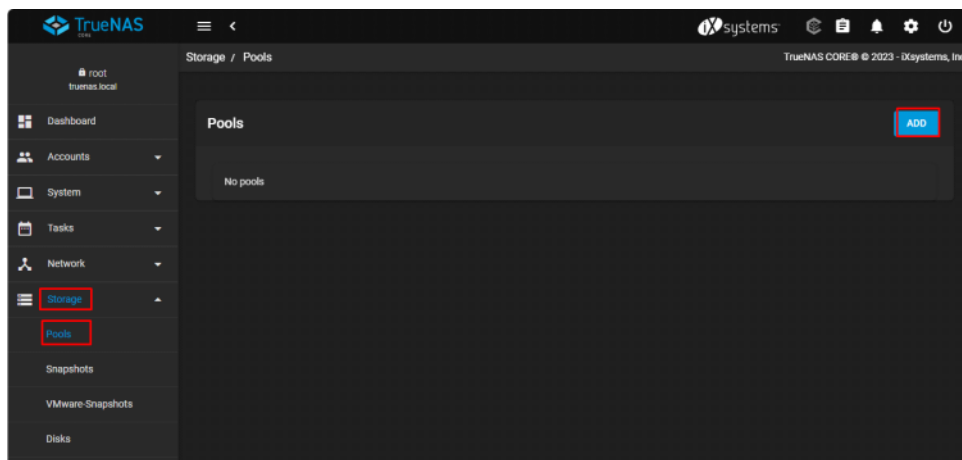 TrueNAS
CORE
iXsystems
Storage / Pools
TrueNAS CORE® © 2023 - iXsystems, Inc
root
truenas.local
Dashboard
Pools
ADD
Accounts
No pools
System
Tasks
Network
Storage
Pools
Snapshots
VMware-Snapshots
Disks